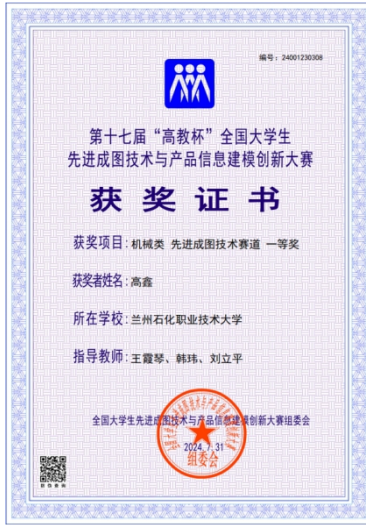 编号：24001230308
第十七届“高教杯”全国大学生
先进成图技术与产品信息建模创新大赛
获奖证书
获奖项目：机械类 先进成图技术赛道 一等奖
获奖者姓名：高鑫
所在学校：兰州石化职业技术大学
指导教师：王霞琴、韩玮、刘立平
全国大学生先进成图技术与产品信息建模创新大赛组委会
2024.7.31
组委会